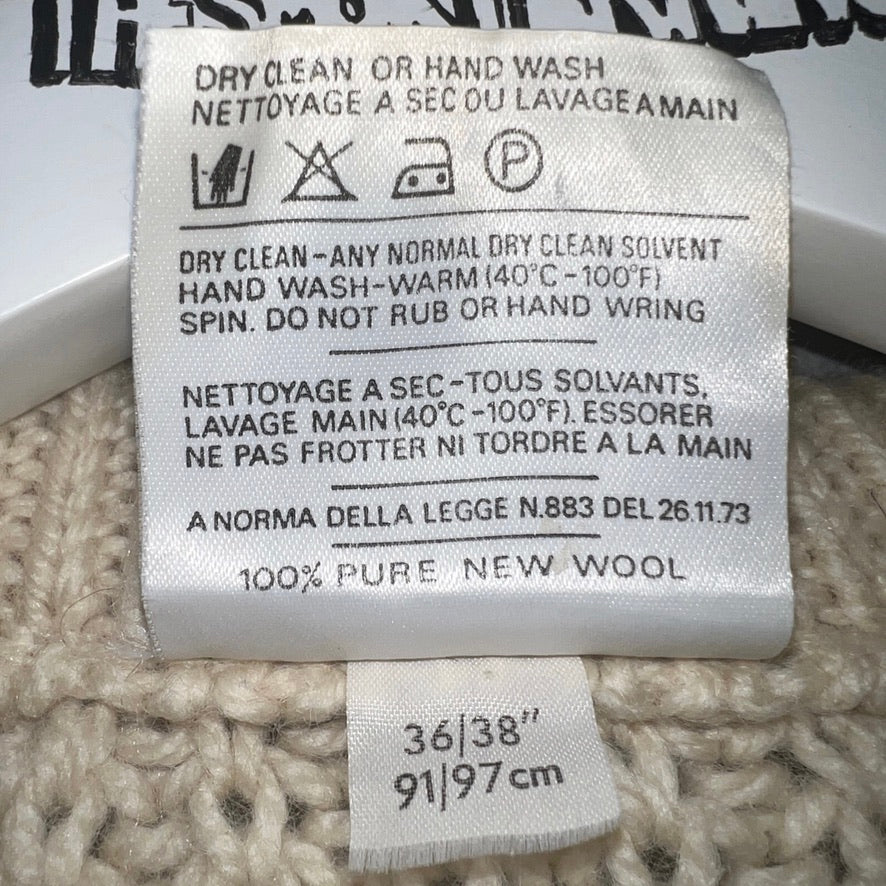 DRY CLEAN OR HAND WASH
NETTOYAGE A SEC OU LAVAGE A MAIN
P
DRY CLEAN-ANY NORMAL DRY CLEAN SOLVENT
HAND WASH-WARM (40°C-100°F)
SPIN. DO NOT RUB OR HAND WRING
NETTOYAGE A SEC-TOUS SOLVANTS.
LAVAGE MAIN (40°C-100°F). ESSORER
NE PAS FROTTER NI TORDRE A LA MAIN
A NORMA DELLA LEGGE N.883 DEL 26.11.73
100% PURE NEW WOOL
36/38"
91/97 cm